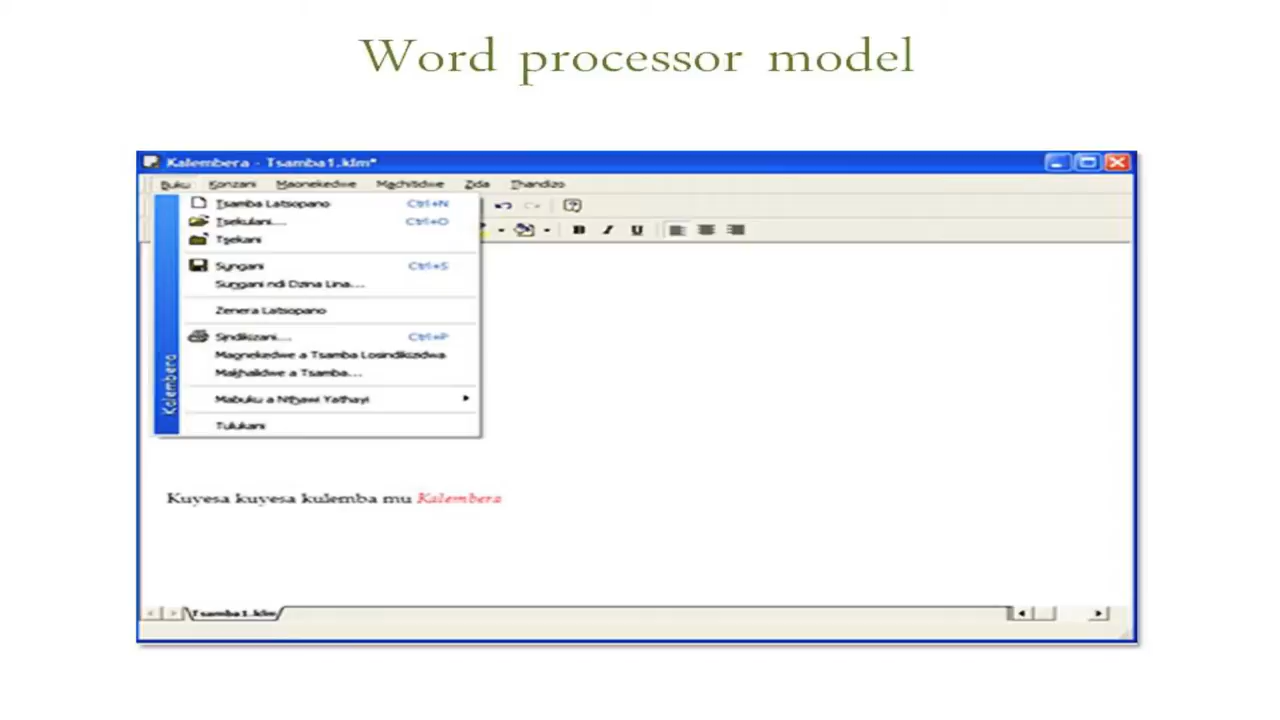 Word processor model
Kalembera - Tsamba1.klm*
Buku Konzani Maonekedwe Machitidwe Zida Thandizo
Tsamba Latsopano Ctrl+N
Tsekulani... Ctrl+O
Tsekani
B I U
Sungani Ctrl+S
Sungani ndi Dzina Lina...
Zenera Latsopano
Sindikizani... Ctrl+P
Maonekedwe a Tsamba Losindikizidwa
Makhalidwe a Tsamba...
Mabuku a Nthawi Yathayi
Tulukani
Kalembera
Kuyesa kuyesa kulemba mu Kalembera
Tsamba1.klm